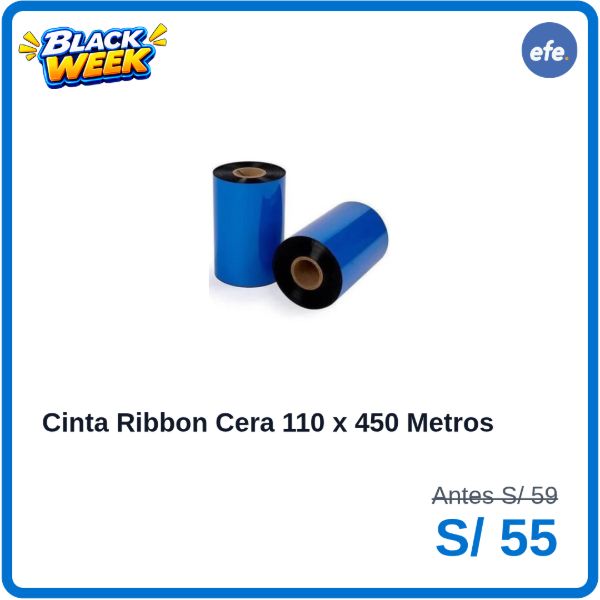 BLACK
WEEK
efe.
Cinta Ribbon Cera 110 x 450 Metros
Antes S/ 59
S/ 55